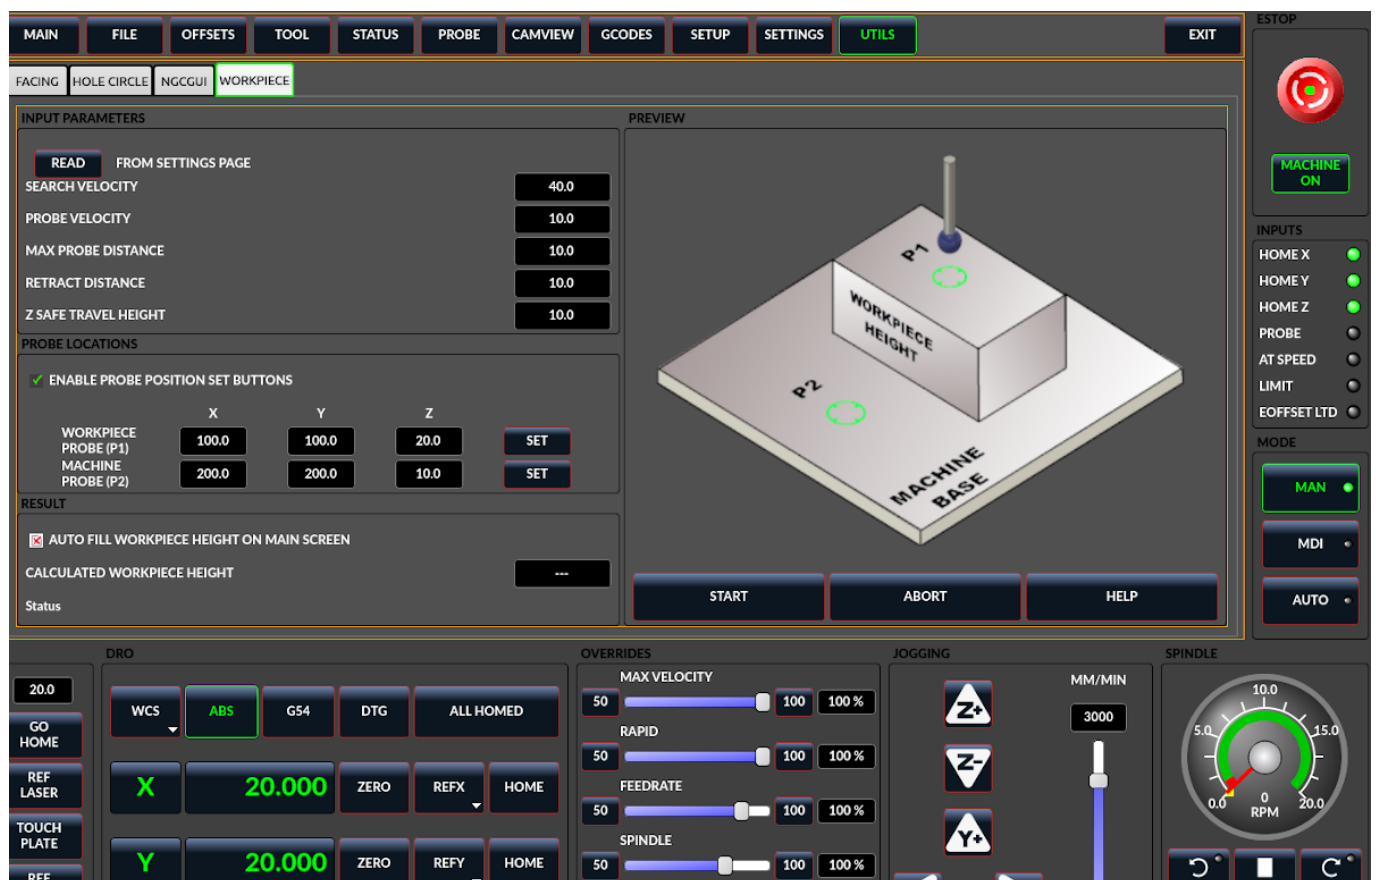 MAIN
FILE
OFFSETS
TOOL
STATUS
PROBE
CAMVIEW
GCODES
SETUP
SETTINGS
UTILS
EXIT
ESTOP
FACING
HOLE CIRCLE
NGCGUI
WORKPIECE
INPUT PARAMETERS
READ
FROM SETTINGS PAGE
SEARCH VELOCITY
40.0
PROBE VELOCITY
10.0
MAX PROBE DISTANCE
10.0
RETRACT DISTANCE
10.0
Z SAFE TRAVEL HEIGHT
10.0
PROBE LOCATIONS
ENABLE PROBE POSITION SET BUTTONS
X
Y
Z
WORKPIECE
PROBE (P1)
100.0
100.0
20.0
SET
MACHINE
PROBE (P2)
200.0
200.0
10.0
SET
RESULT
AUTO FILL WORKPIECE HEIGHT ON MAIN SCREEN
CALCULATED WORKPIECE HEIGHT
---
Status
PREVIEW
P1
WORKPIECE
HEIGHT
P2
MACHINE
BASE
START
ABORT
HELP
MACHINE
ON
INPUTS
HOME X
HOME Y
HOME Z
PROBE
AT SPEED
LIMIT
EOFFSET LTD
MODE
MAN
MDI
AUTO
20.0
GO
HOME
REF
LASER
TOUCH
PLATE
REF
DRO
WCS
ABS
G54
DTG
ALL HOMED
X
20.000
ZERO
REFX
HOME
Y
20.000
ZERO
REFY
HOME
OVERRIDES
MAX VELOCITY
50
100
100 %
RAPID
50
100
100 %
FEEDRATE
50
100
100 %
SPINDLE
50
100
100 %
JOGGING
Z+
Z-
Y+
MM/MIN
3000
SPINDLE
0.0
5.0
10.0
15.0
20.0
0
RPM